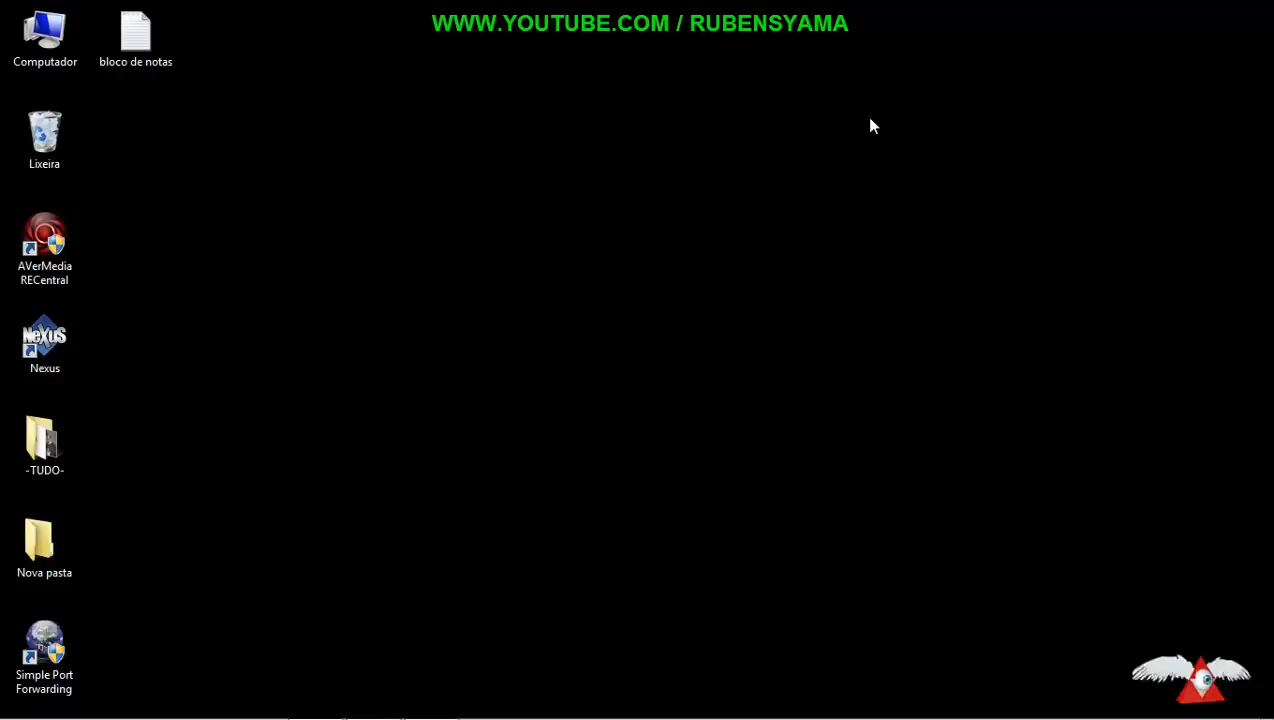 WWW.YOUTUBE.COM / RUBENSYAMA
Computador
bloco de notas
Lixeira
AVerMedia
RECentral
NeXuS
Nexus
-TUDO-
Nova pasta
Simple Port
Forwarding